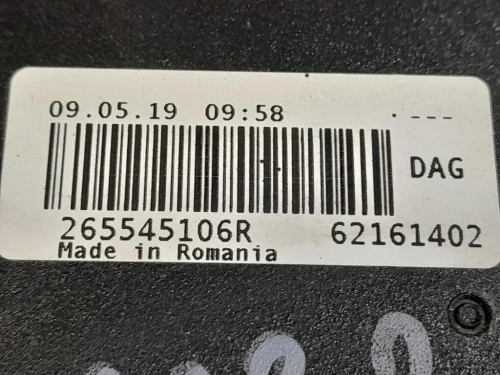 09.05.19 09:58 . ---
DAG
265545106R 62161402
Made in Romania